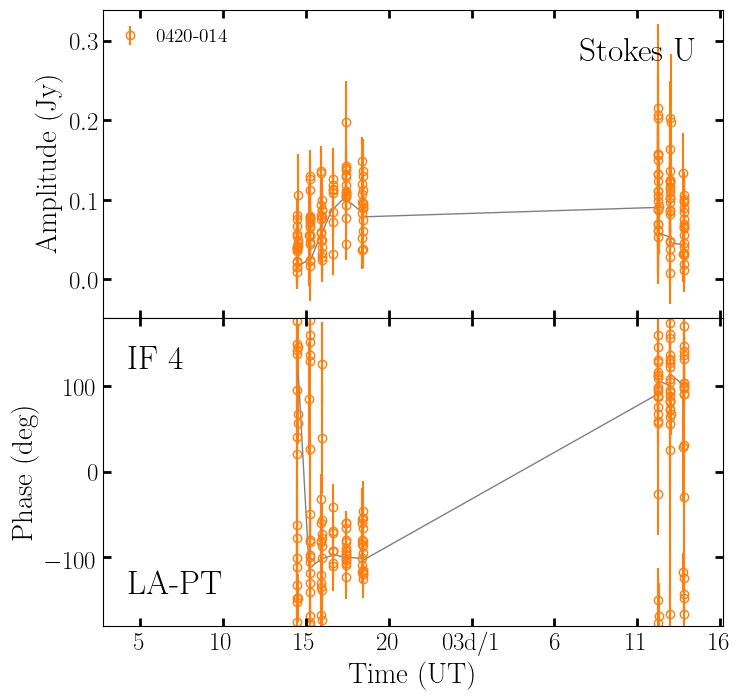 0420-014
Stokes U
0.3
0.2
0.1
0.0
Amplitude (Jy)
IF 4
100
0
−100
Phase (deg)
LA-PT
5 10 15 20 03d/1 6 11 16
Time (UT)